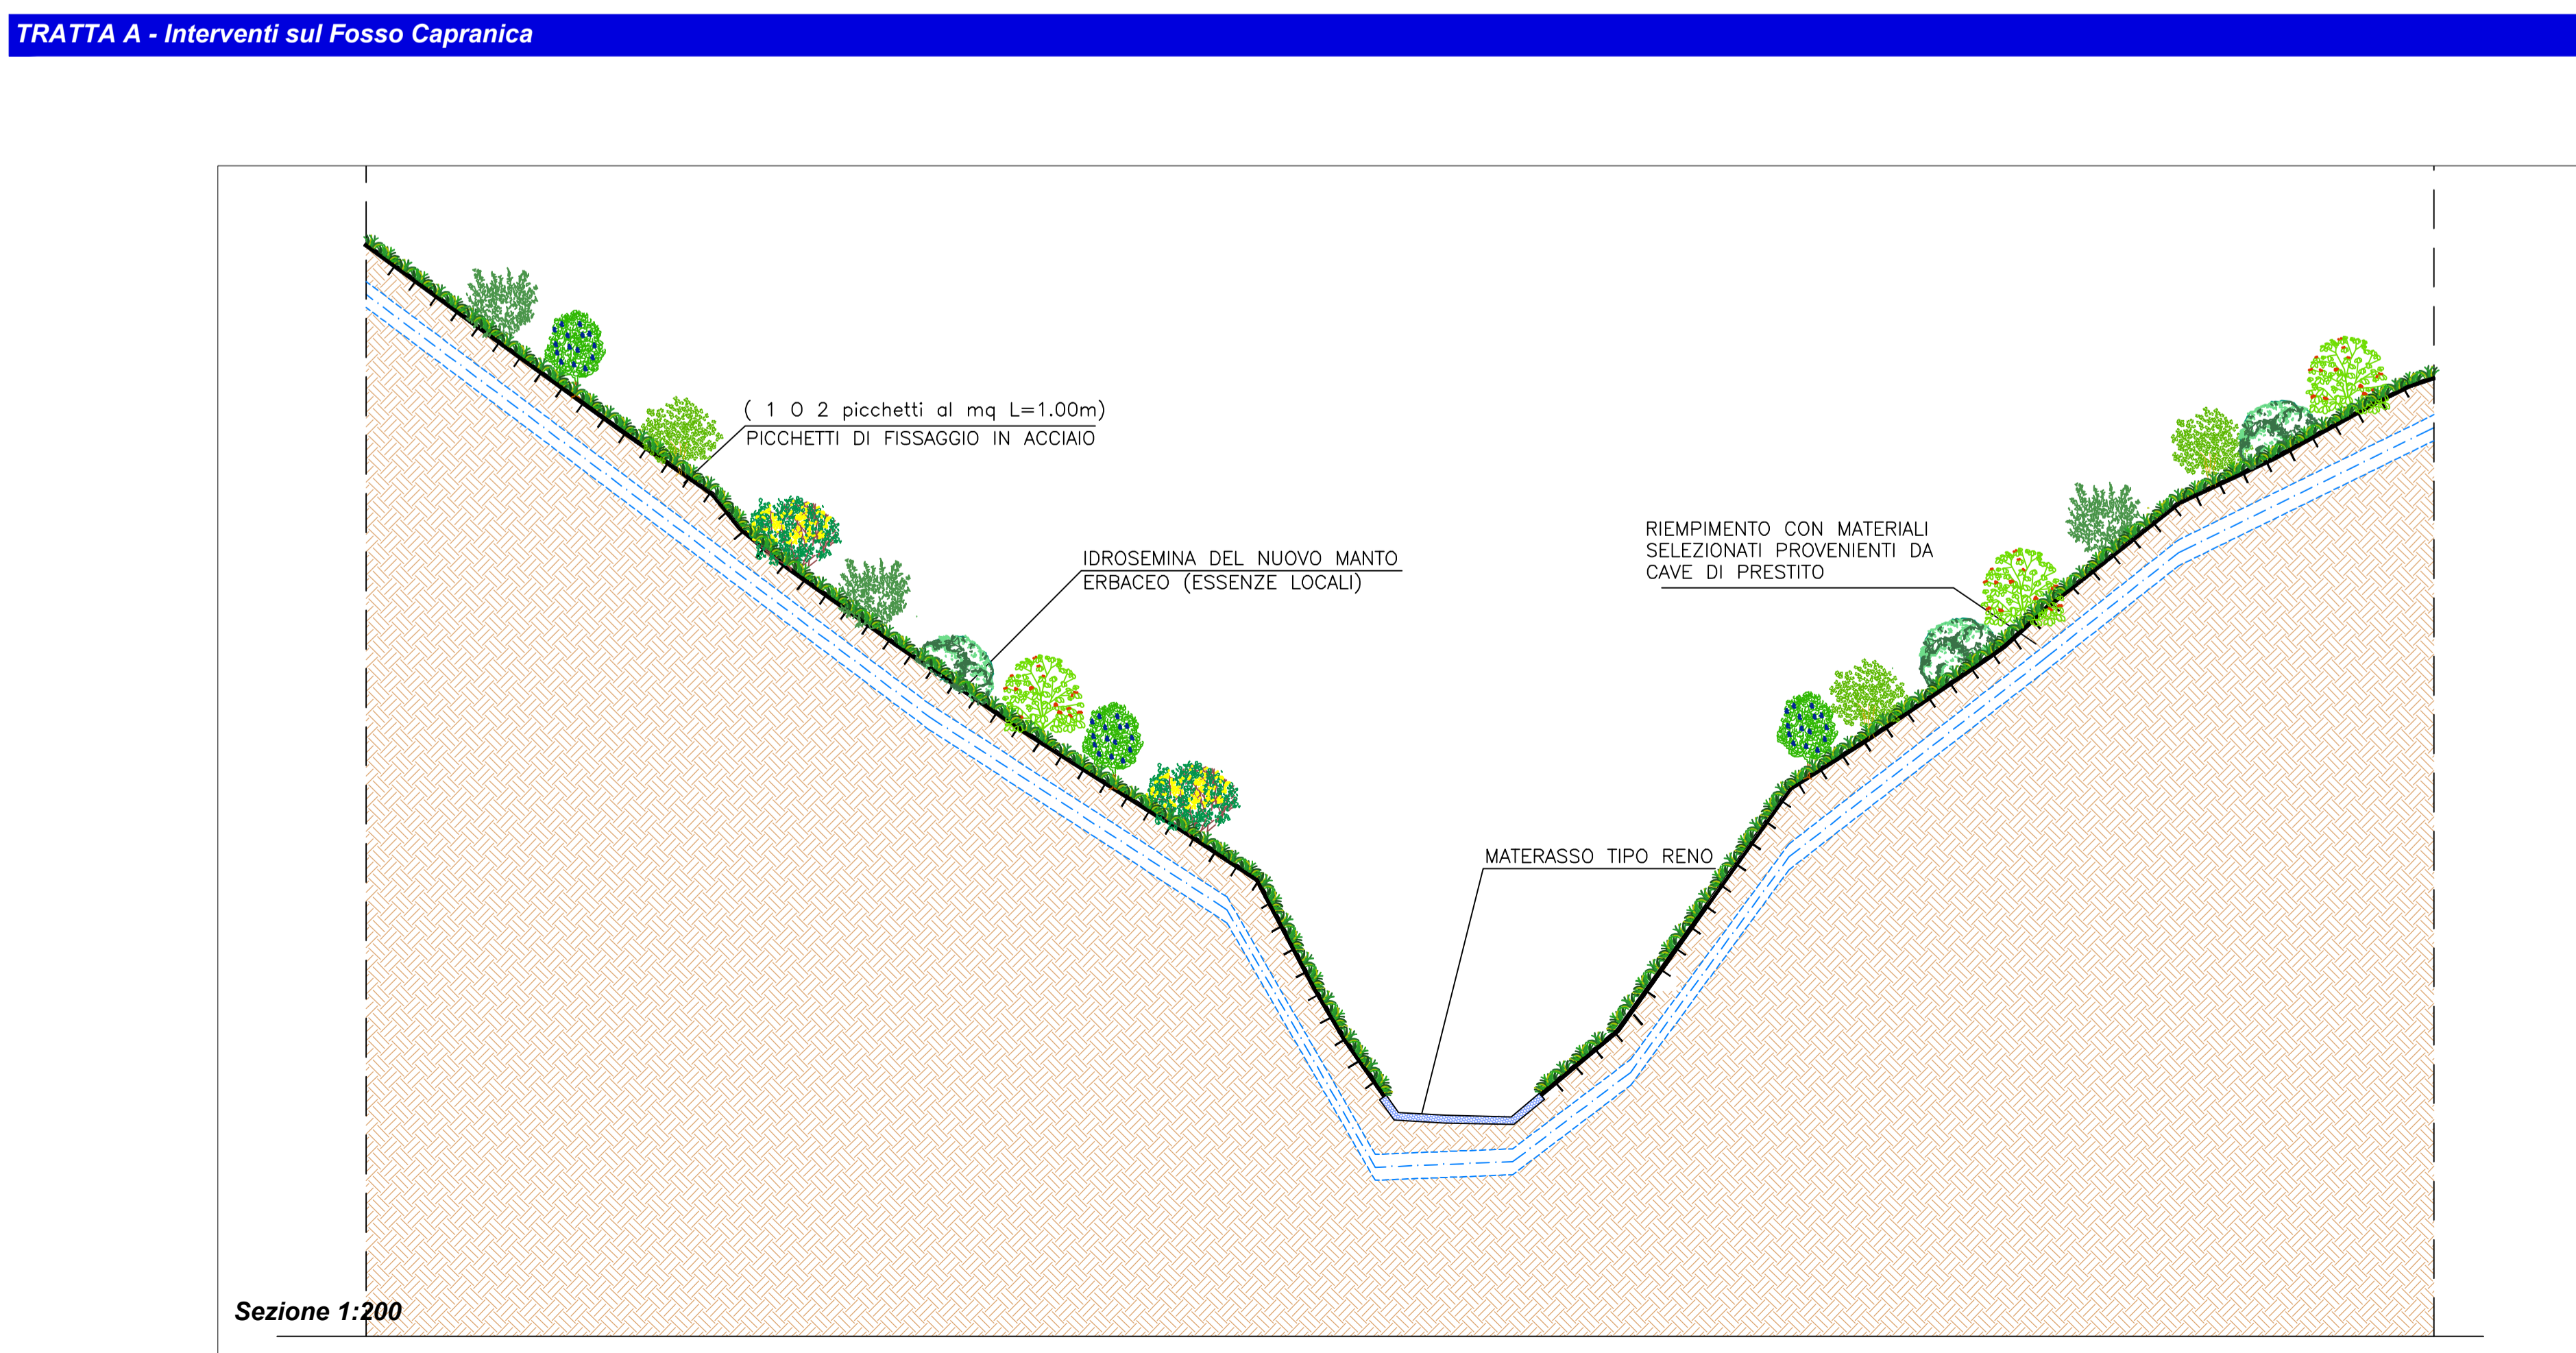 TRATTA A - Interventi sul Fosso Capranica
( 1 O 2 picchetti al mq L=1.00m)
PICCHETTI DI FISSAGGIO IN ACCIAIO
IDROSEMINA DEL NUOVO MANTO
ERBACEO (ESSENZE LOCALI)
RIEMPIMENTO CON MATERIALI
SELEZIONATI PROVENIENTI DA
CAVE DI PRESTITO
MATERASSO TIPO RENO
Sezione 1:200